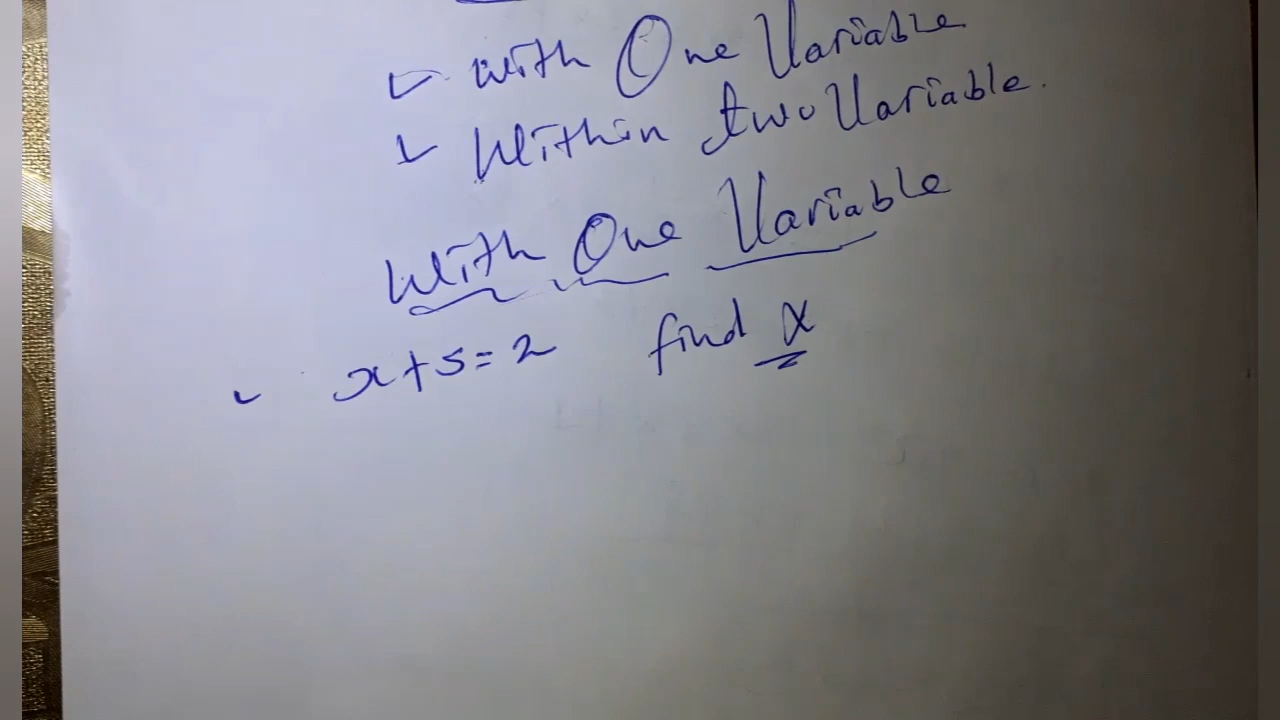 with One Variable
Within two Variable.
With One Variable
x+5=2 find x